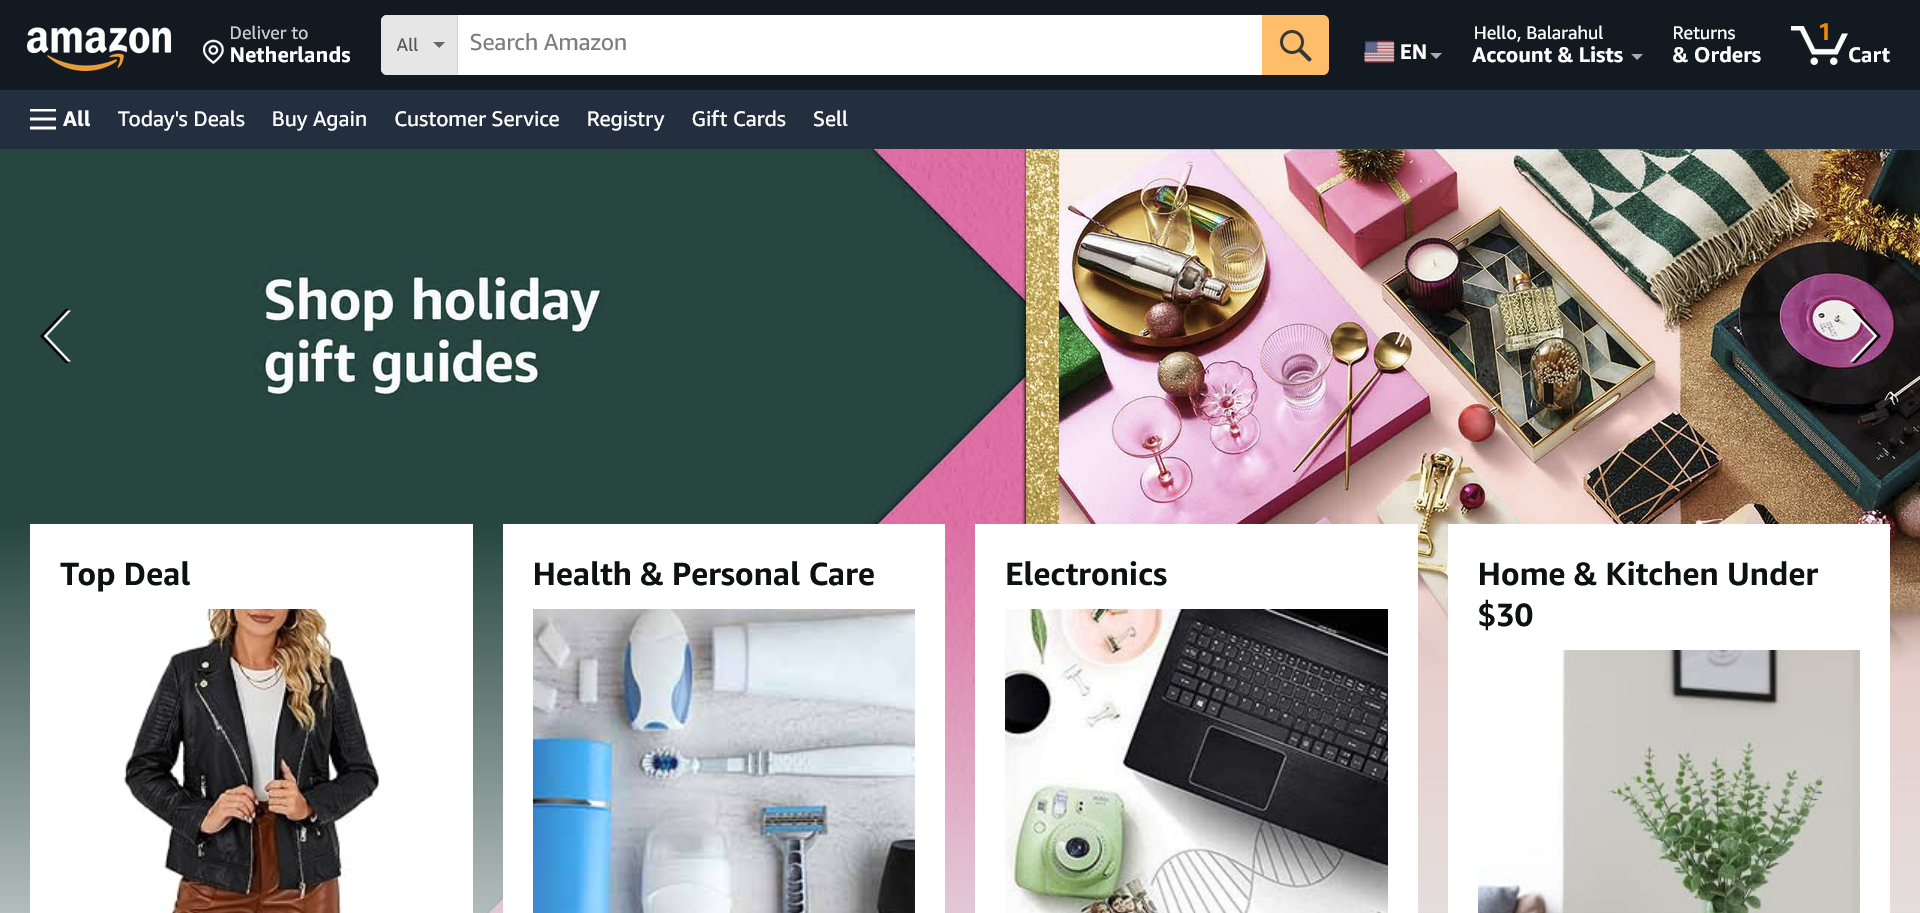 amazon
Deliver to
Netherlands
All
Search Amazon
EN
Hello, Balarahul
Account & Lists
Returns
& Orders
1
Cart
All
Today's Deals
Buy Again
Customer Service
Registry
Gift Cards
Sell
Shop holiday
gift guides
Top Deal
Health & Personal Care
Electronics
Home & Kitchen Under
$30